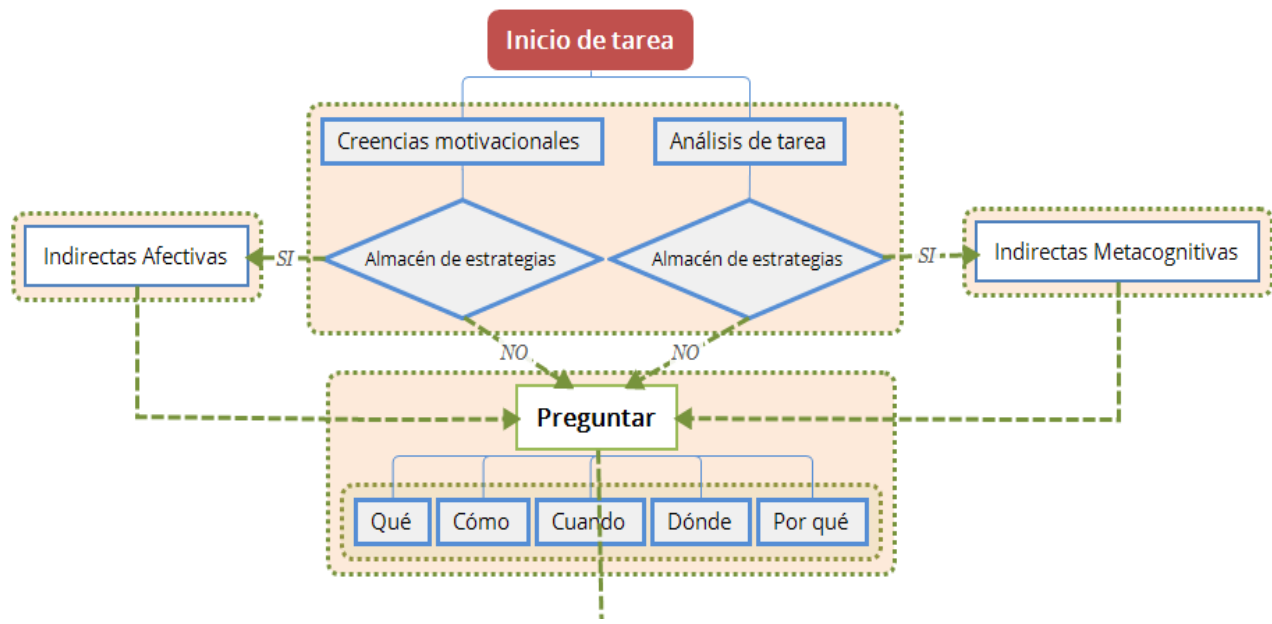 Inicio de tarea
Creencias motivacionales
Análisis de tarea
Indirectas Afectivas
SI
Almacén de estrategias
Almacén de estrategias
SI
Indirectas Metacognitivas
NO
NO
Preguntar
Qué
Cómo
Cuando
Dónde
Por qué